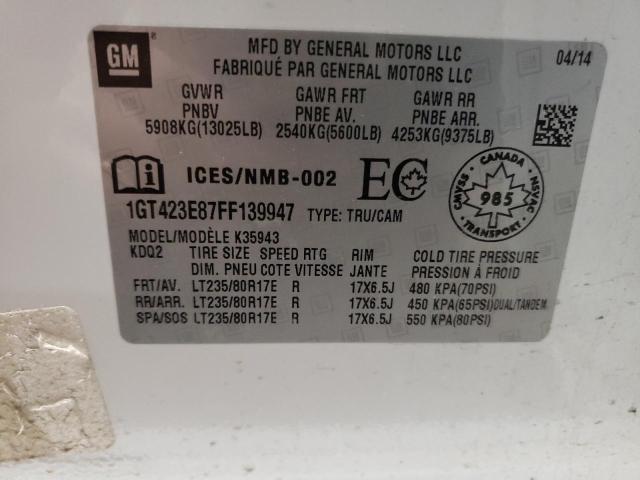 GM
MFD BY GENERAL MOTORS LLC 04/14
FABRIQUÉ PAR GENERAL MOTORS LLC
GVWR GAWR FRT GAWR RR
PNBV PNBE AV. PNBE ARR.
5908KG(13025LB) 2540KG(5600LB) 4253KG(9375LB)
i ICES/NMB-002 EC
CANADA
CMVSS 985 NSVAC
1GT423E87FF139947 TYPE: TRU/CAM
MODEL/MODÈLE K35943
KDQ2 TIRE SIZE SPEED RTG RIM COLD TIRE PRESSURE
DIM. PNEU COTE VITESSE JANTE PRESSION À FROID
FRT/AV. LT235/80R17E R 17X6.5J 480 KPA(70PSI)
RR/ARR. LT235/80R17E R 17X6.5J 450 KPA(65PSI)DUAL/TANDEM
SPA/SOS LT235/80R17E R 17X6.5J 550 KPA(80PSI)